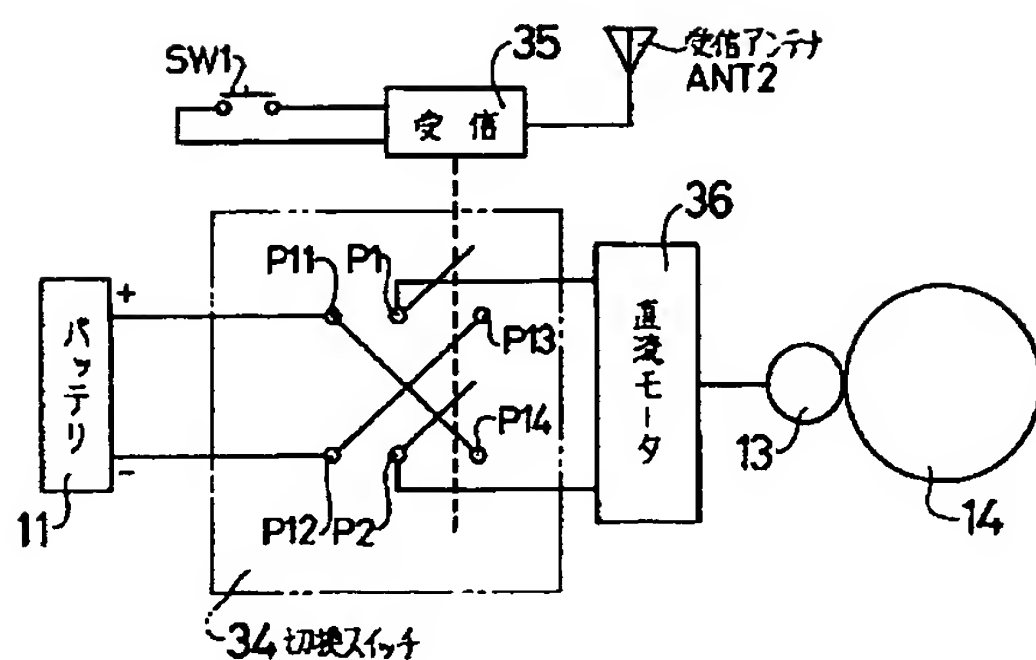 35
受信アンテナ
ANT2
SW1
受信
36
P11
P1
+
バッテリ
P13
直流モータ
P14
-
11
P12
P2
13
14
34 切換スイッチ